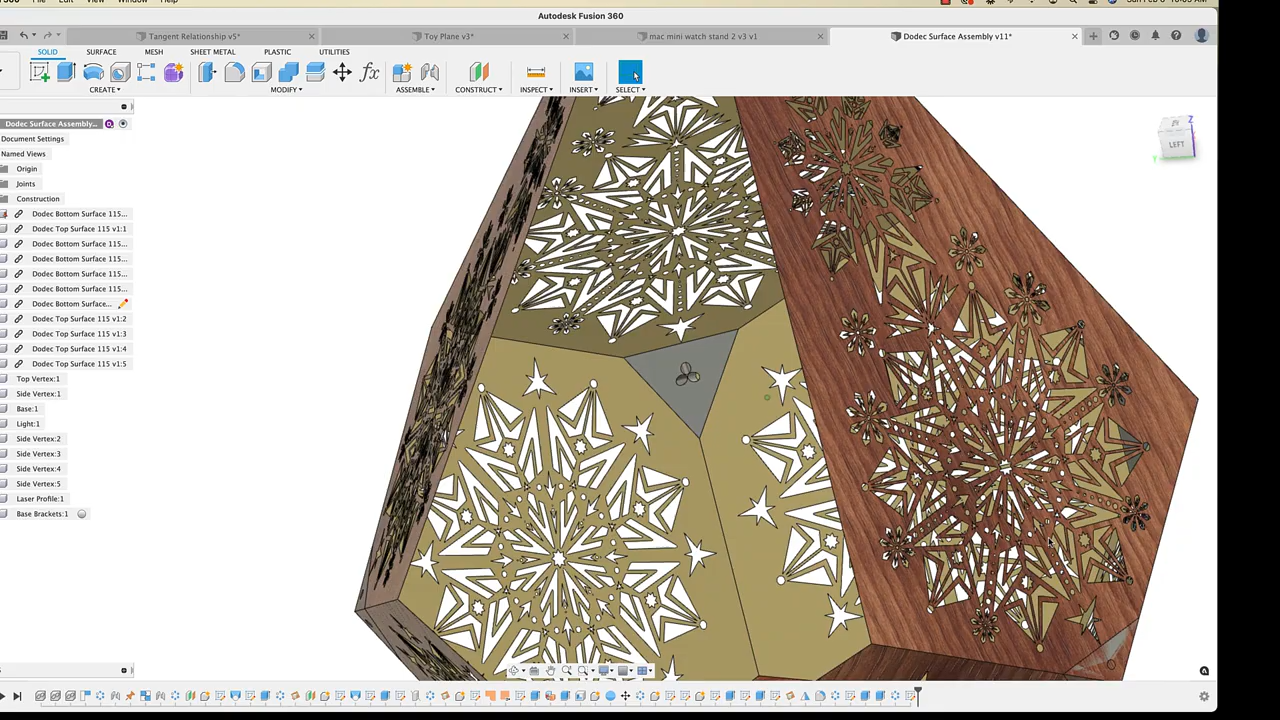 Edit View Window Help
Autodesk Fusion 360
Tangent Relationship v5* Toy Plane v3* mac mini watch stand 2 v3 v1 Dodec Surface Assembly v11*
SOLID SURFACE MESH SHEET METAL PLASTIC UTILITIES
CREATE MODIFY ASSEMBLE CONSTRUCT INSPECT INSERT SELECT
Dodec Surface Assembly...
Document Settings
Named Views
Origin
Joints
Construction
Dodec Bottom Surface 115...
Dodec Top Surface 115 v1:1
Dodec Bottom Surface 115...
Dodec Bottom Surface 115...
Dodec Bottom Surface 115...
Dodec Bottom Surface 115...
Dodec Bottom Surface...
Dodec Top Surface 115 v1:2
Dodec Top Surface 115 v1:3
Dodec Top Surface 115 v1:4
Dodec Top Surface 115 v1:5
Top Vertex:1
Side Vertex:1
Base:1
Light:1
Side Vertex:2
Side Vertex:3
Side Vertex:4
Side Vertex:5
Laser Profile:1
Base Brackets:1
Z
LEFT